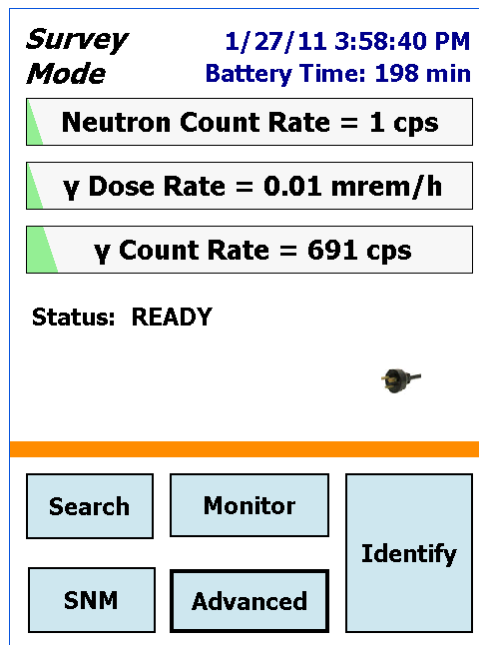 Survey 1/27/11 3:58:40 PM
Mode Battery Time: 198 min
Neutron Count Rate = 1 cps
γ Dose Rate = 0.01 mrem/h
γ Count Rate = 691 cps
Status: READY
Search Monitor
Identify
SNM Advanced